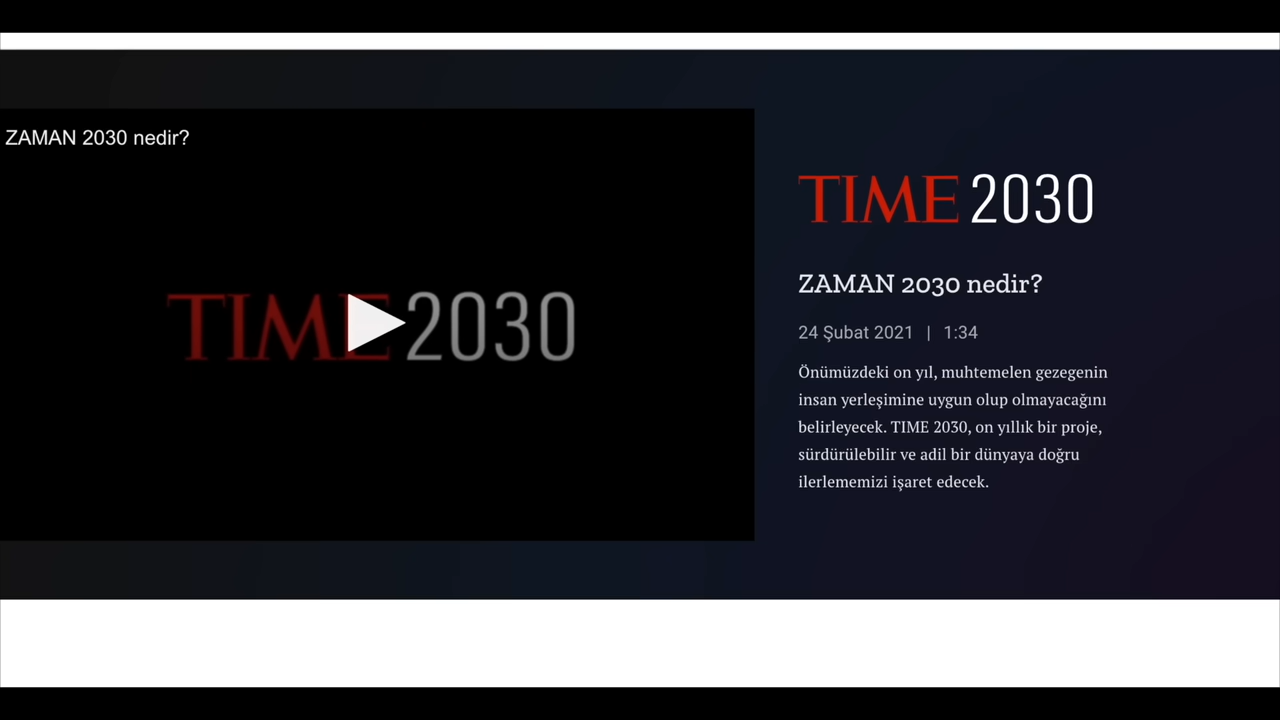 ZAMAN 2030 nedir?
TIME 2030
TIME 2030
ZAMAN 2030 nedir?
24 Şubat 2021 | 1:34
Önümüzdeki on yıl, muhtemelen gezegenin
insan yerleşimine uygun olup olmayacağını
belirleyecek. TIME 2030, on yıllık bir proje,
sürdürülebilir ve adil bir dünyaya doğru
ilerlememizi işaret edecek.